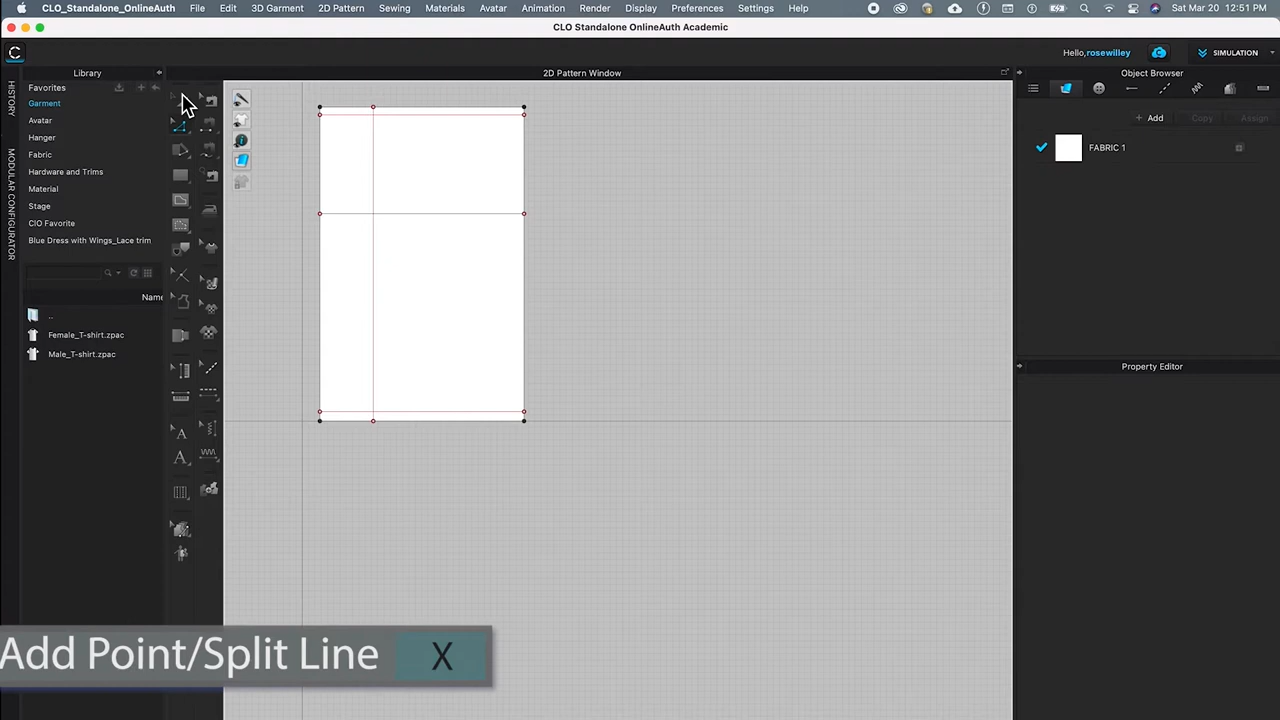 CLO_Standalone_OnlineAuth File Edit 3D Garment 2D Pattern Sewing Materials Avatar Animation Render Display Preferences Settings Help Sat Mar 20 12:51 PM
CLO Standalone OnlineAuth Academic
Hello, rosewilley SIMULATION
Library 2D Pattern Window Object Browser
HISTORY
MODULAR CONFIGURATOR
Favorites
Garment
Avatar
Hanger
Fabric
Hardware and Trims
Material
Stage
ClO Favorite
Blue Dress with Wings_Lace trim
Name
..
Female_T-shirt.zpac
Male_T-shirt.zpac
+ Add Copy Assign
FABRIC 1
Property Editor
Add Point/Split Line X